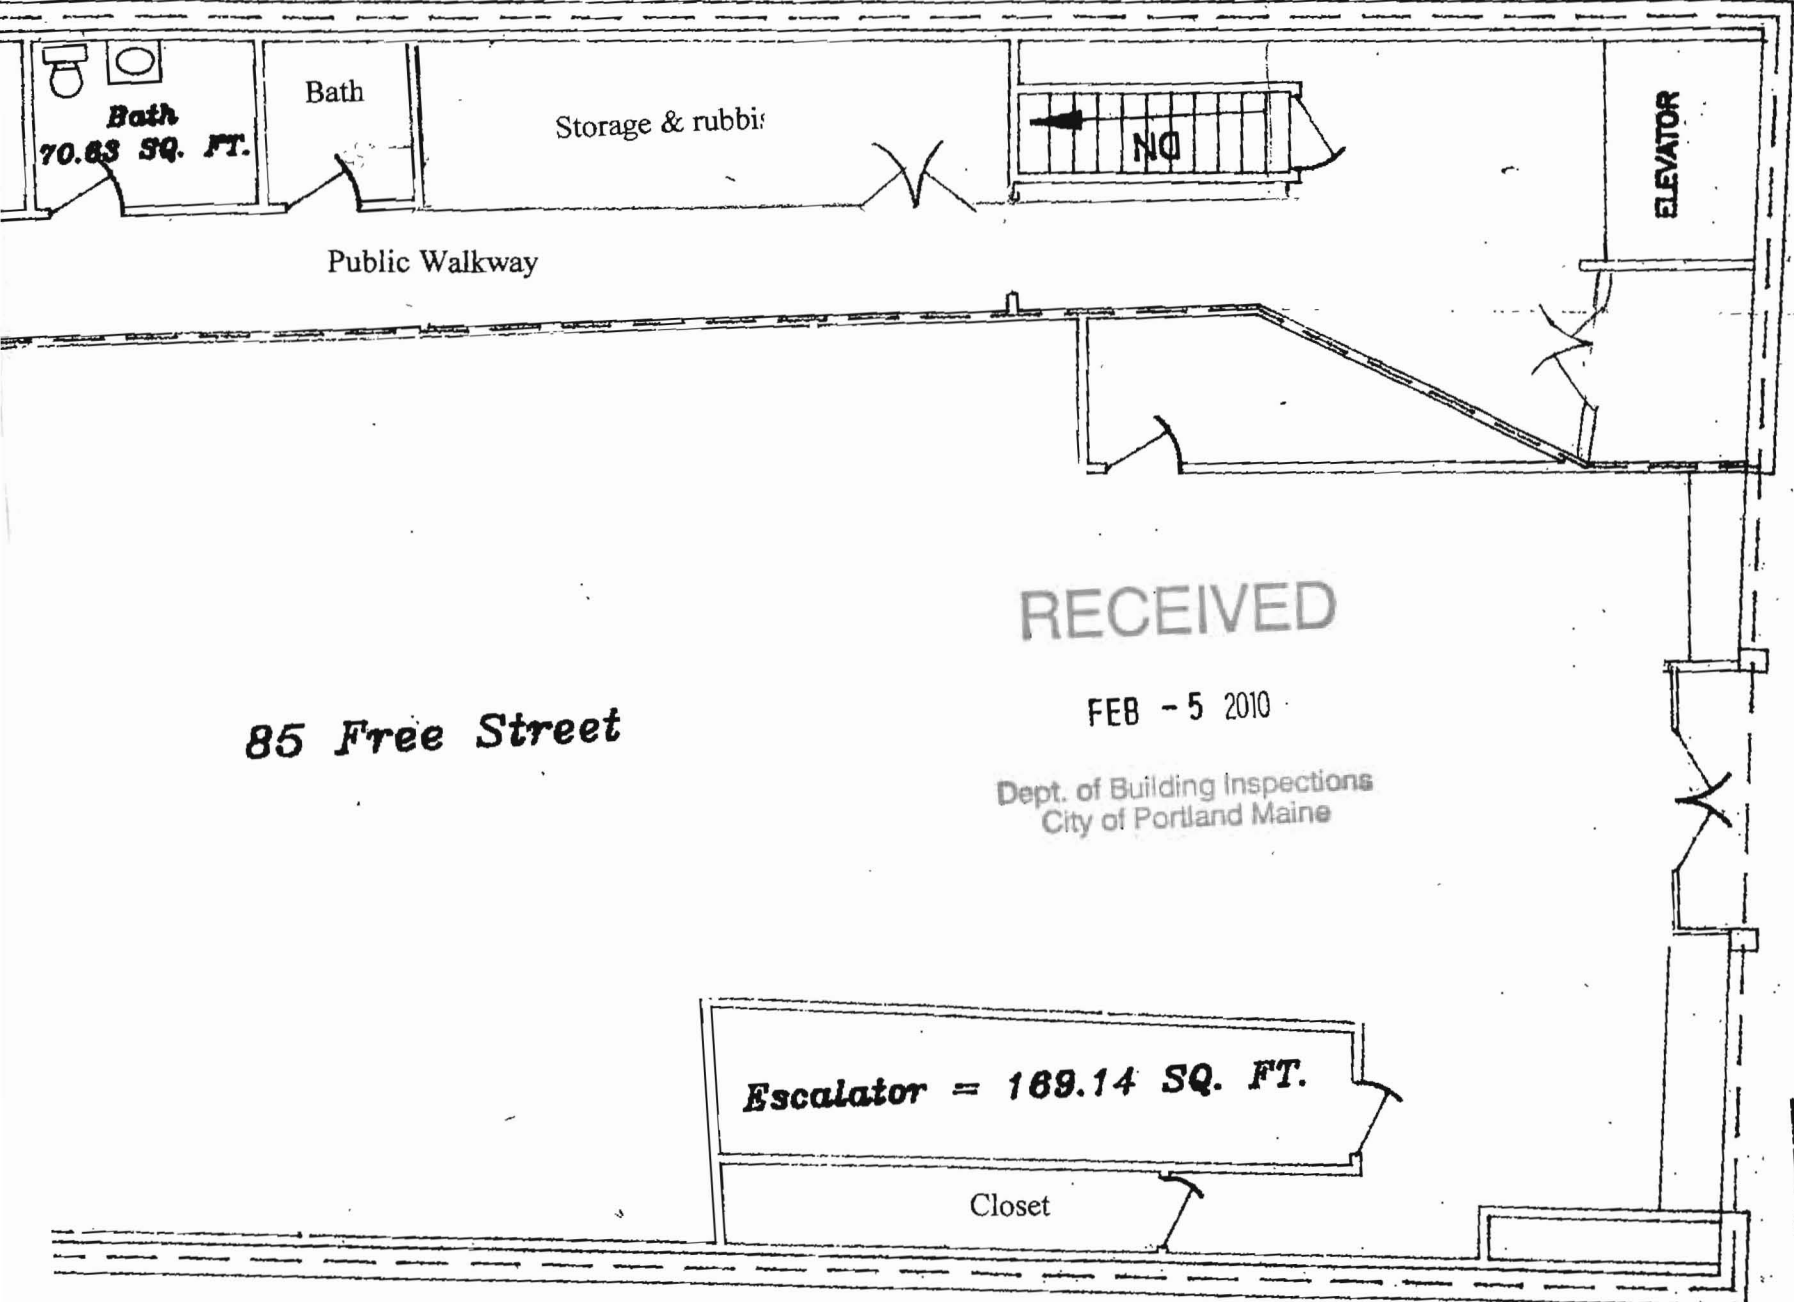 Bath
70.63 SQ. FT.
Bath
Storage &
DN
ELEVATOR
Public Walkway
RECEIVED
FEB - 5 2010
Dept. of Building Inspections
City of Portland Maine
85 Free Street
Escalator = 169.14 SQ. FT.
Closet